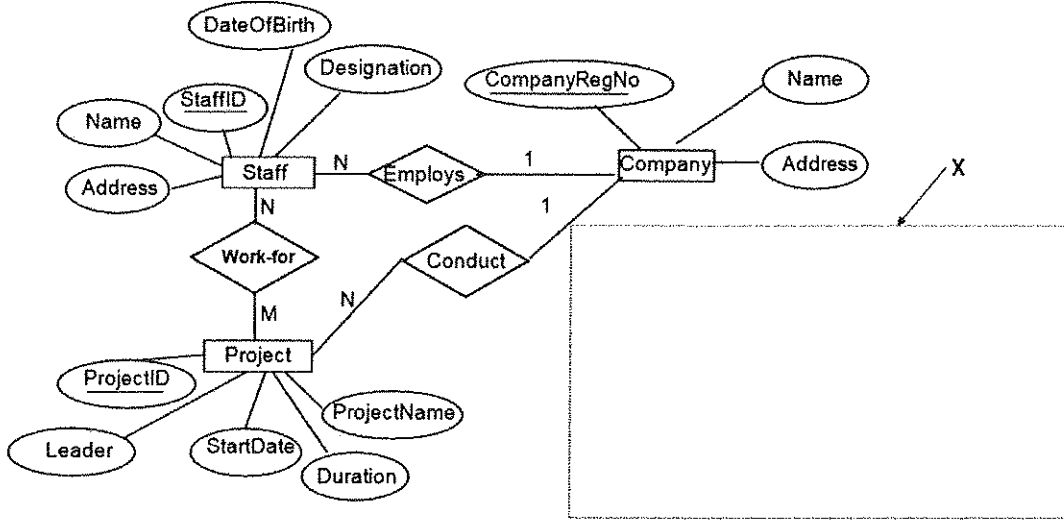 DateOfBirth
Designation
StaffID
Name
Address
Staff
N
Employs
1
Company
CompanyRegNo
Name
Address
X
N
Work-for
M
1
Conduct
N
Project
ProjectID
Leader
StartDate
Duration
ProjectName